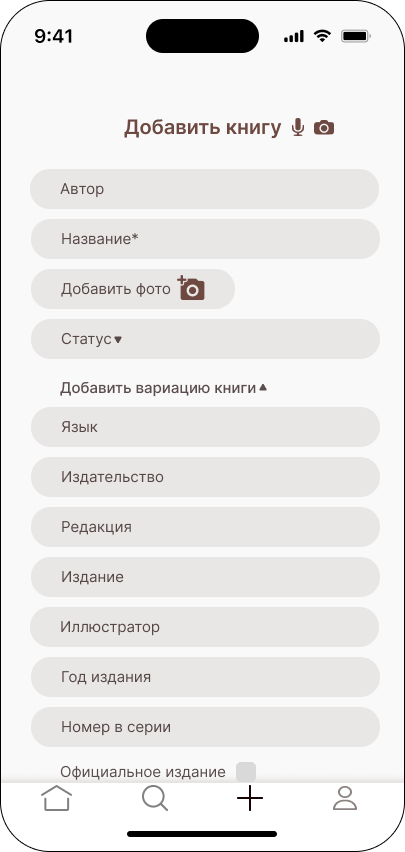 9:41
Добавить книгу
Автор
Название*
Добавить фото
Статус▾
Добавить вариацию книги▴
Язык
Издательство
Редакция
Издание
Иллюстратор
Год издания
Номер в серии
Официальное издание